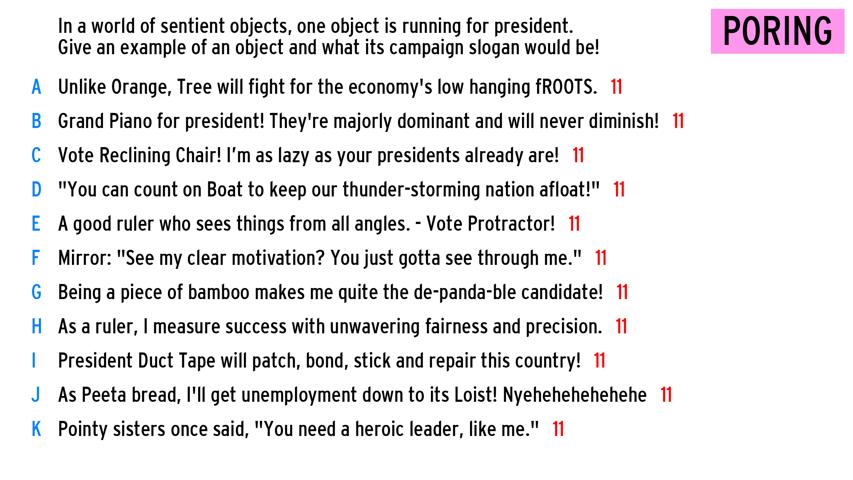 In a world of sentient objects, one object is running for president.
Give an example of an object and what its campaign slogan would be!
PORING
A Unlike Orange, Tree will fight for the economy's low hanging fROOTS. 11
B Grand Piano for president! They're majorly dominant and will never diminish! 11
C Vote Reclining Chair! I'm as lazy as your presidents already are! 11
D "You can count on Boat to keep our thunder-storming nation afloat!" 11
E A good ruler who sees things from all angles. - Vote Protractor! 11
F Mirror: "See my clear motivation? You just gotta see through me." 11
G Being a piece of bamboo makes me quite the de-panda-ble candidate! 11
H As a ruler, I measure success with unwavering fairness and precision. 11
I President Duct Tape will patch, bond, stick and repair this country! 11
J As Peeta bread, I'll get unemployment down to its Loist! Nyehehehehehehe 11
K Pointy sisters once said, "You need a heroic leader, like me." 11